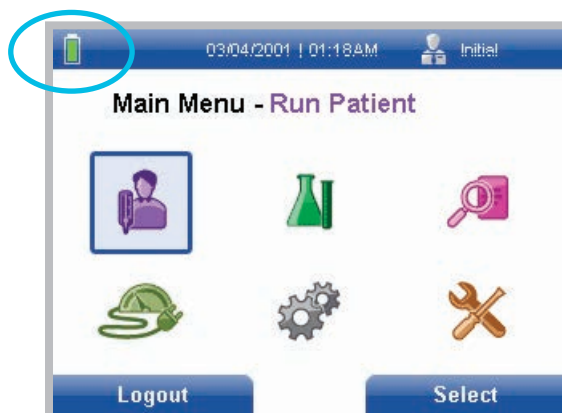 03/04/2001 | 01:18AM Initial
Main Menu - Run Patient
Logout Select